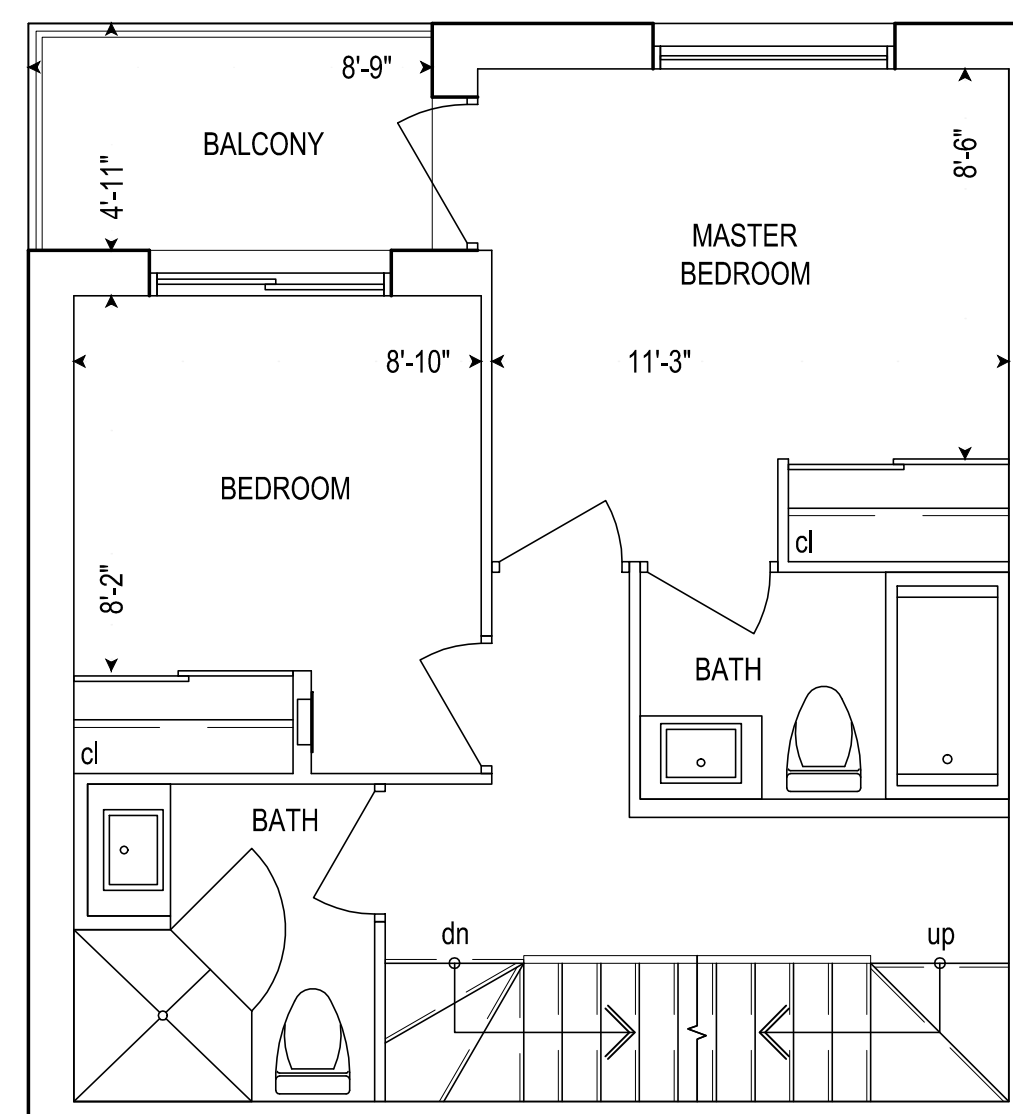 8'-9"
BALCONY
4'-11"
8'-6"
MASTER
BEDROOM
8'-10"
11'-3"
BEDROOM
cl
8'-2"
BATH
cl
BATH
dn
up